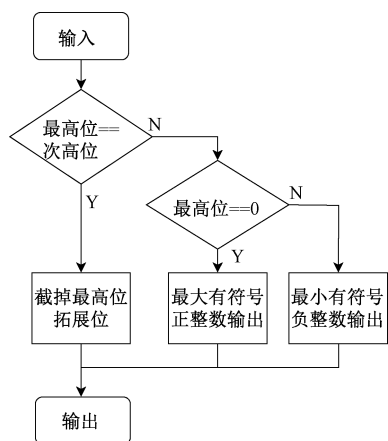 输入
最高位==
次高位
N
Y
最高位==0
N
Y
截掉最高位
拓展位
最大有符号
正整数输出
最小有符号
负整数输出
输出